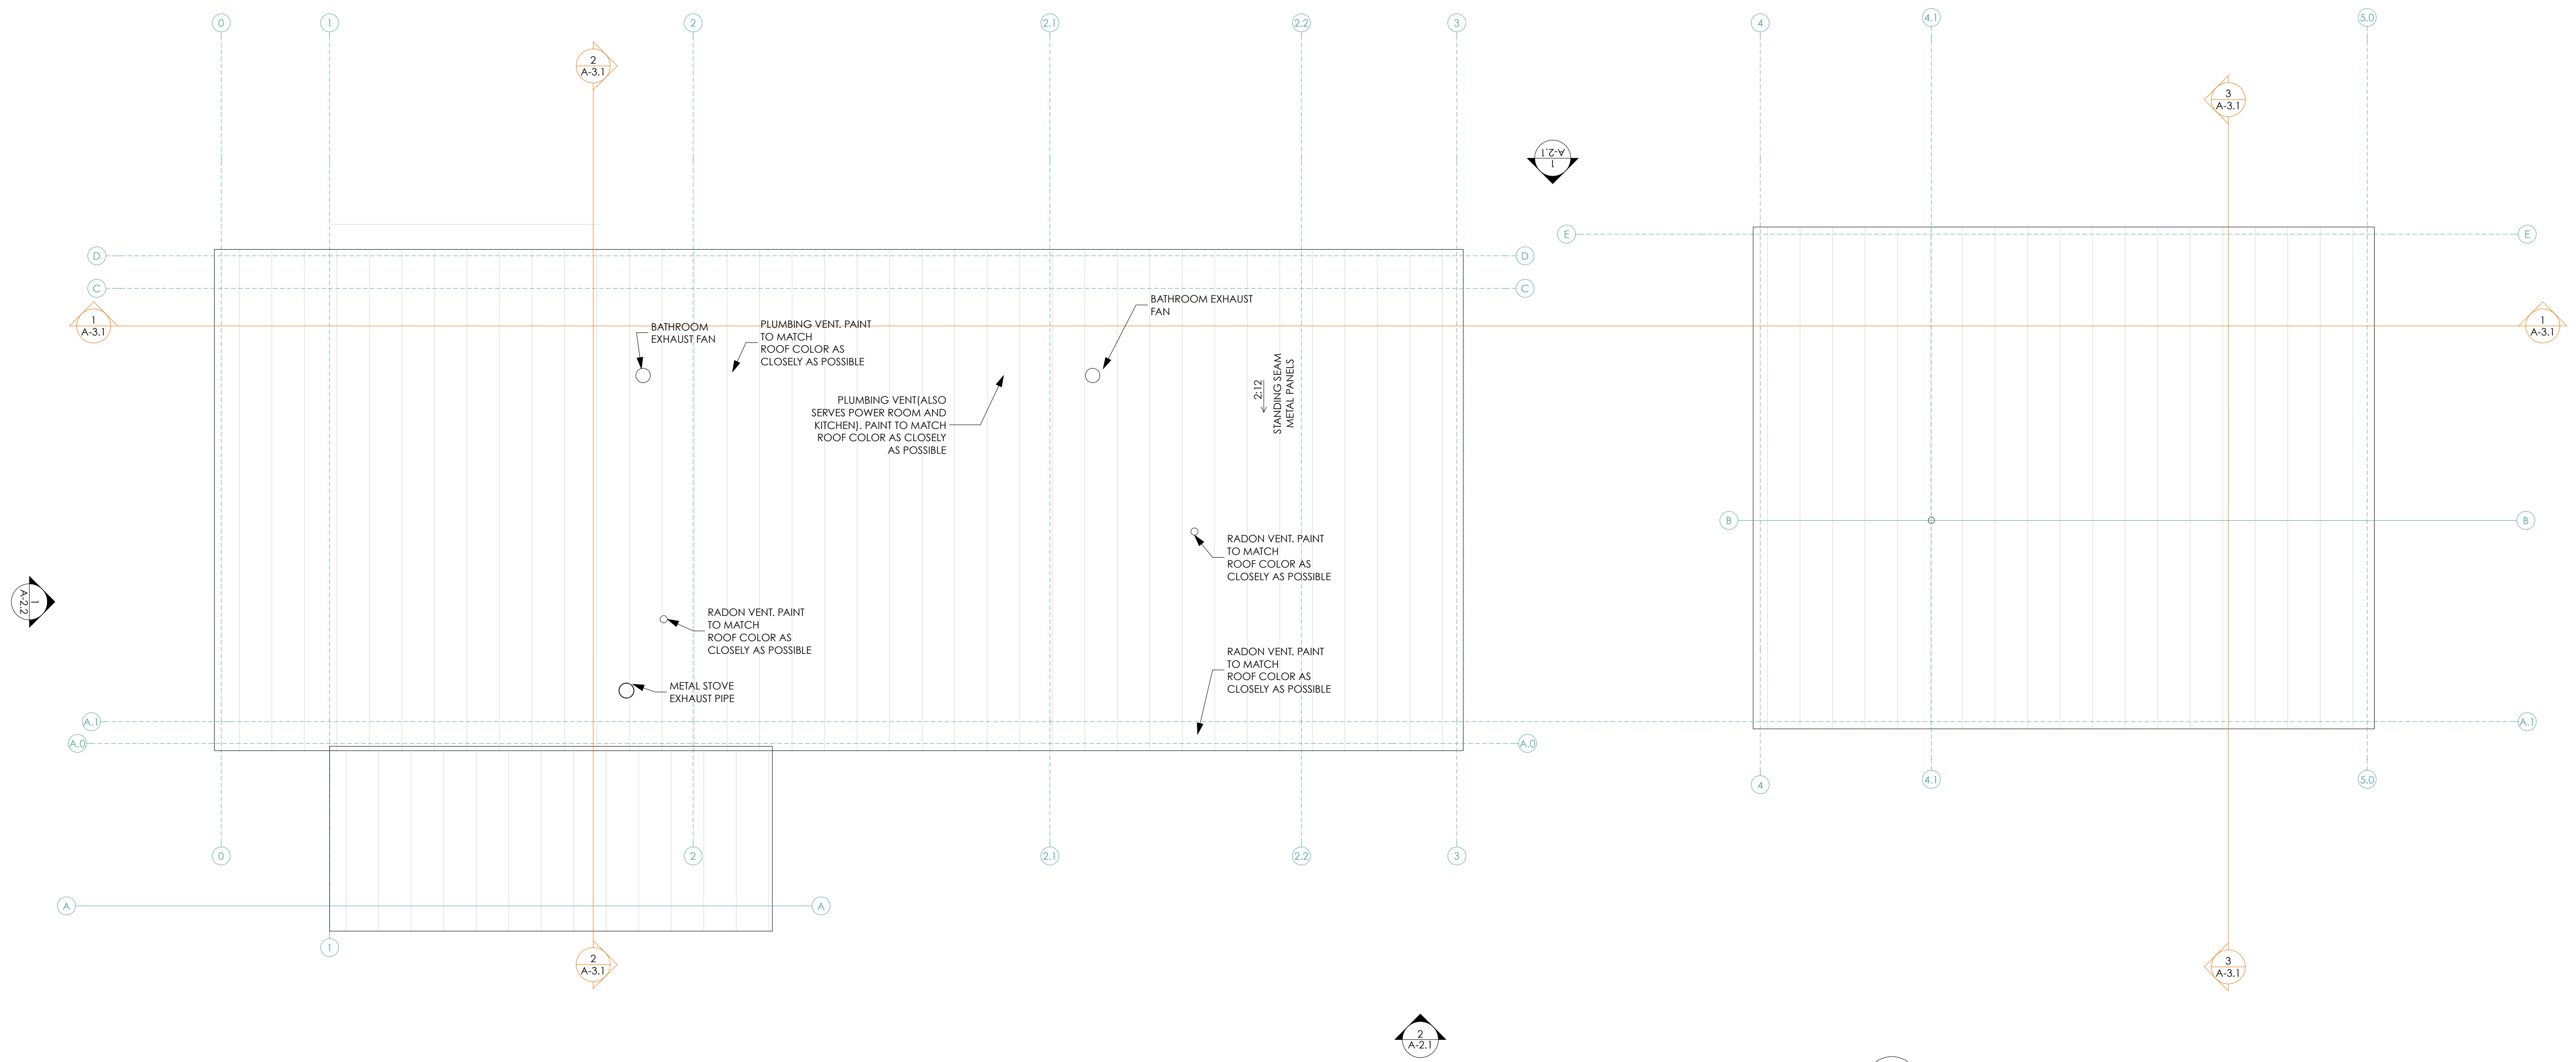 4.1
5.0
0
1
2
2.1
2.2
3
4
2
A-3.1
3
A-3.1
1
A-2.1
E
E
D
D
C
C
BATHROOM EXHAUST
FAN
1
A-3.1
1
A-3.1
BATHROOM
EXHAUST FAN
PLUMBING VENT. PAINT
TO MATCH
ROOF COLOR AS
CLOSELY AS POSSIBLE
2:12
STANDING SEAM
METAL PANELS
PLUMBING VENT(ALSO
SERVES POWER ROOM AND
KITCHEN). PAINT TO MATCH
ROOF COLOR AS CLOSELY
AS POSSIBLE
B
B
RADON VENT. PAINT
TO MATCH
ROOF COLOR AS
CLOSELY AS POSSIBLE
1
A-2.2
RADON VENT. PAINT
TO MATCH
ROOF COLOR AS
CLOSELY AS POSSIBLE
RADON VENT. PAINT
TO MATCH
ROOF COLOR AS
CLOSELY AS POSSIBLE
METAL STOVE
EXHAUST PIPE
A.1
A.1
A.0
A.0
4
4.1
5.0
0
2
2.1
2.2
3
A
A
1
2
A-3.1
3
A-3.1
2
A-2.1